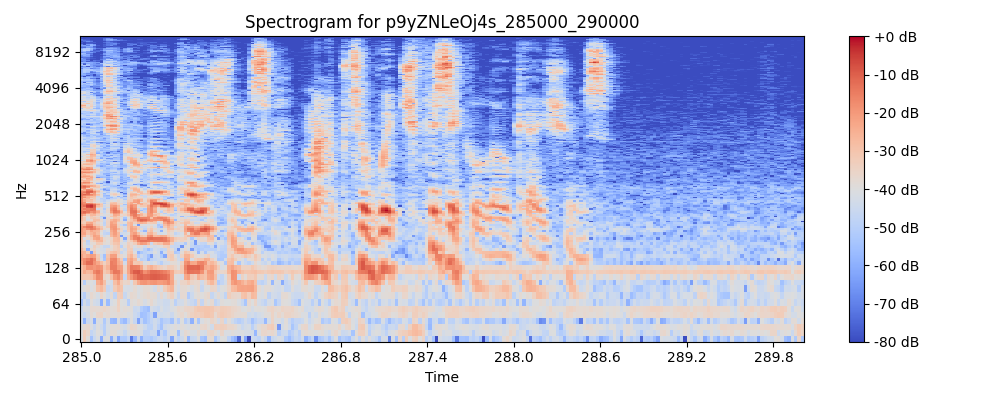 Spectrogram for p9yZNLeOj4s_285000_290000
8192
4096
2048
1024
512
256
128
64
0
Hz
285.0 285.6 286.2 286.8 287.4 288.0 288.6 289.2 289.8
Time
+0 dB
-10 dB
-20 dB
-30 dB
-40 dB
-50 dB
-60 dB
-70 dB
-80 dB